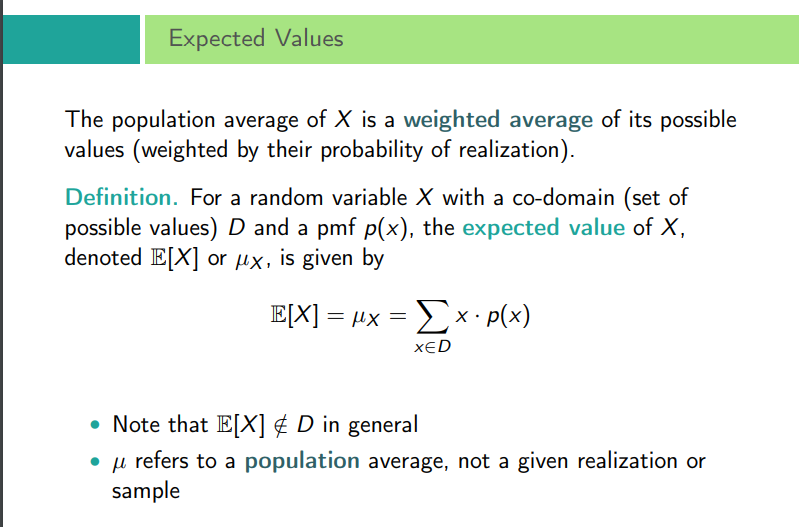 Expected Values
The population average of X is a weighted average of its possible
values (weighted by their probability of realization).
Definition. For a random variable X with a co-domain (set of
possible values) D and a pmf p(x), the expected value of X,
denoted 𝔼[X] or μ_X, is given by
𝔼[X] = μ_X = ∑_{x∈D} x · p(x)
• Note that 𝔼[X] ∉ D in general
• μ refers to a population average, not a given realization or
sample